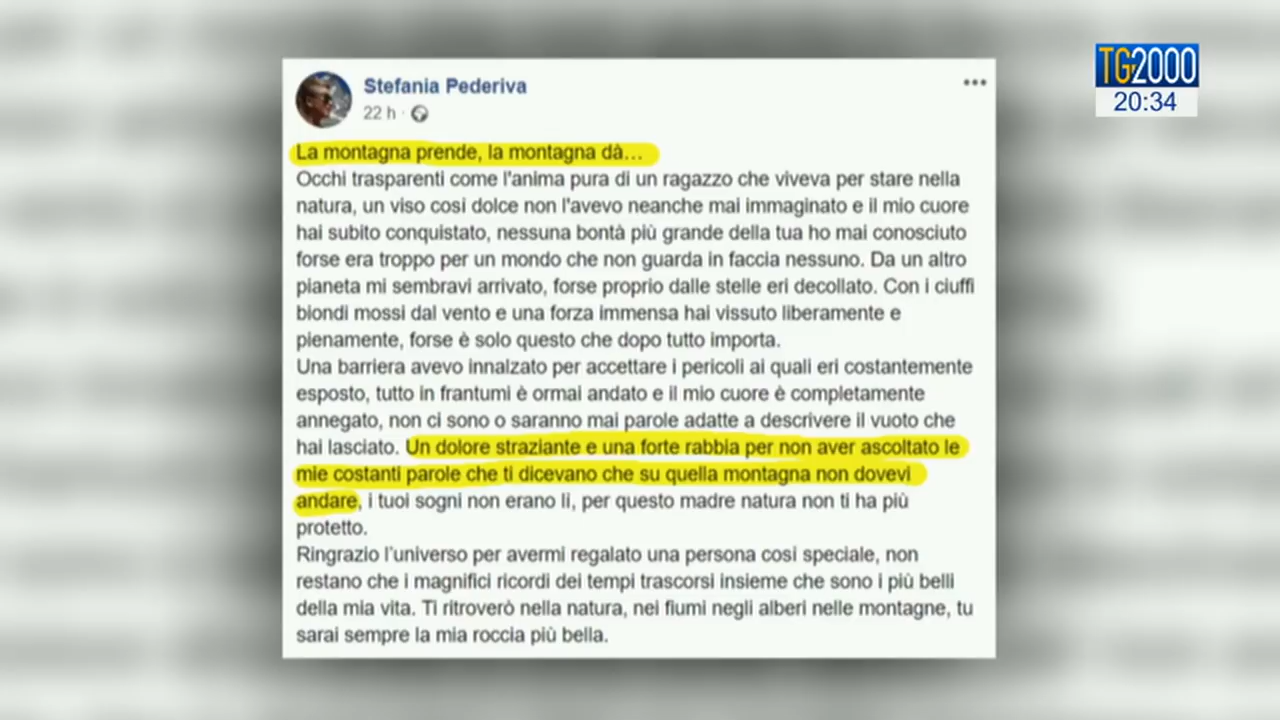 TG2000
20:34
Stefania Pederiva
22 h ·
La montagna prende, la montagna dà...
Occhi trasparenti come l'anima pura di un ragazzo che viveva per stare nella
natura, un viso così dolce non l'avevo neanche mai immaginato e il mio cuore
hai subito conquistato, nessuna bontà più grande della tua ho mai conosciuto
forse era troppo per un mondo che non guarda in faccia nessuno. Da un altro
pianeta mi sembravi arrivato, forse proprio dalle stelle eri decollato. Con i ciuffi
biondi mossi dal vento e una forza immensa hai vissuto liberamente e
pienamente, forse è solo questo che dopo tutto importa.
Una barriera avevo innalzato per accettare i pericoli ai quali eri costantemente
esposto, tutto in frantumi è ormai andato e il mio cuore è completamente
annegato, non ci sono o saranno mai parole adatte a descrivere il vuoto che
hai lasciato. Un dolore straziante e una forte rabbia per non aver ascoltato le
mie costanti parole che ti dicevano che su quella montagna non dovevi
andare, i tuoi sogni non erano lì, per questo madre natura non ti ha più
protetto.
Ringrazio l'universo per avermi regalato una persona così speciale, non
restano che i magnifici ricordi dei tempi trascorsi insieme che sono i più belli
della mia vita. Ti ritroverò nella natura, nei fiumi negli alberi nelle montagne, tu
sarai sempre la mia roccia più bella.